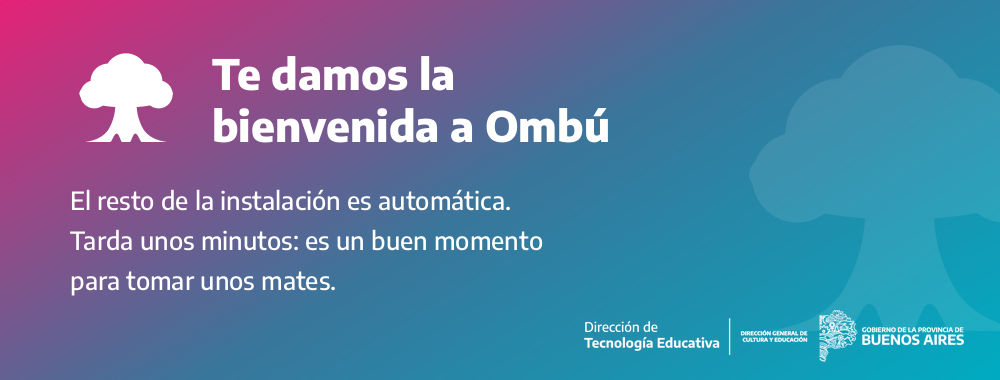 Te damos la
bienvenida a Ombú
El resto de la instalación es automática.
Tarda unos minutos: es un buen momento
para tomar unos mates.
Dirección de
Tecnología Educativa
DIRECCIÓN GENERAL DE
CULTURA Y EDUCACIÓN
GOBIERNO DE LA PROVINCIA DE
BUENOS AIRES